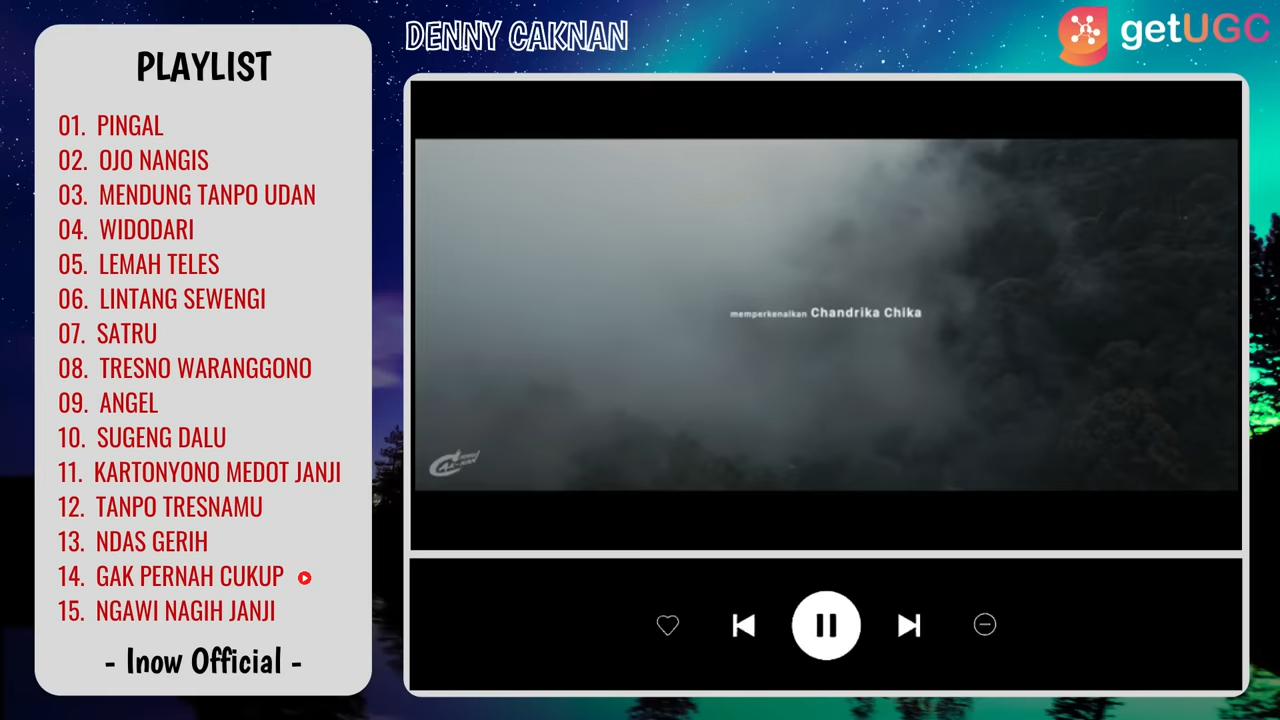 PLAYLIST
01. PINGAL
02. OJO NANGIS
03. MENDUNG TANPO UDAN
04. WIDODARI
05. LEMAH TELES
06. LINTANG SEWENGI
07. SATRU
08. TRESNO WARANGGONO
09. ANGEL
10. SUGENG DALU
11. KARTONYONO MEDOT JANJI
12. TANPO TRESNAMU
13. NDAS GERIH
14. GAK PERNAH CUKUP
15. NGAWI NAGIH JANJI
- Inow Official -
DENNY CAKNAN
getUGC
memperkenalkan Chandrika Chika